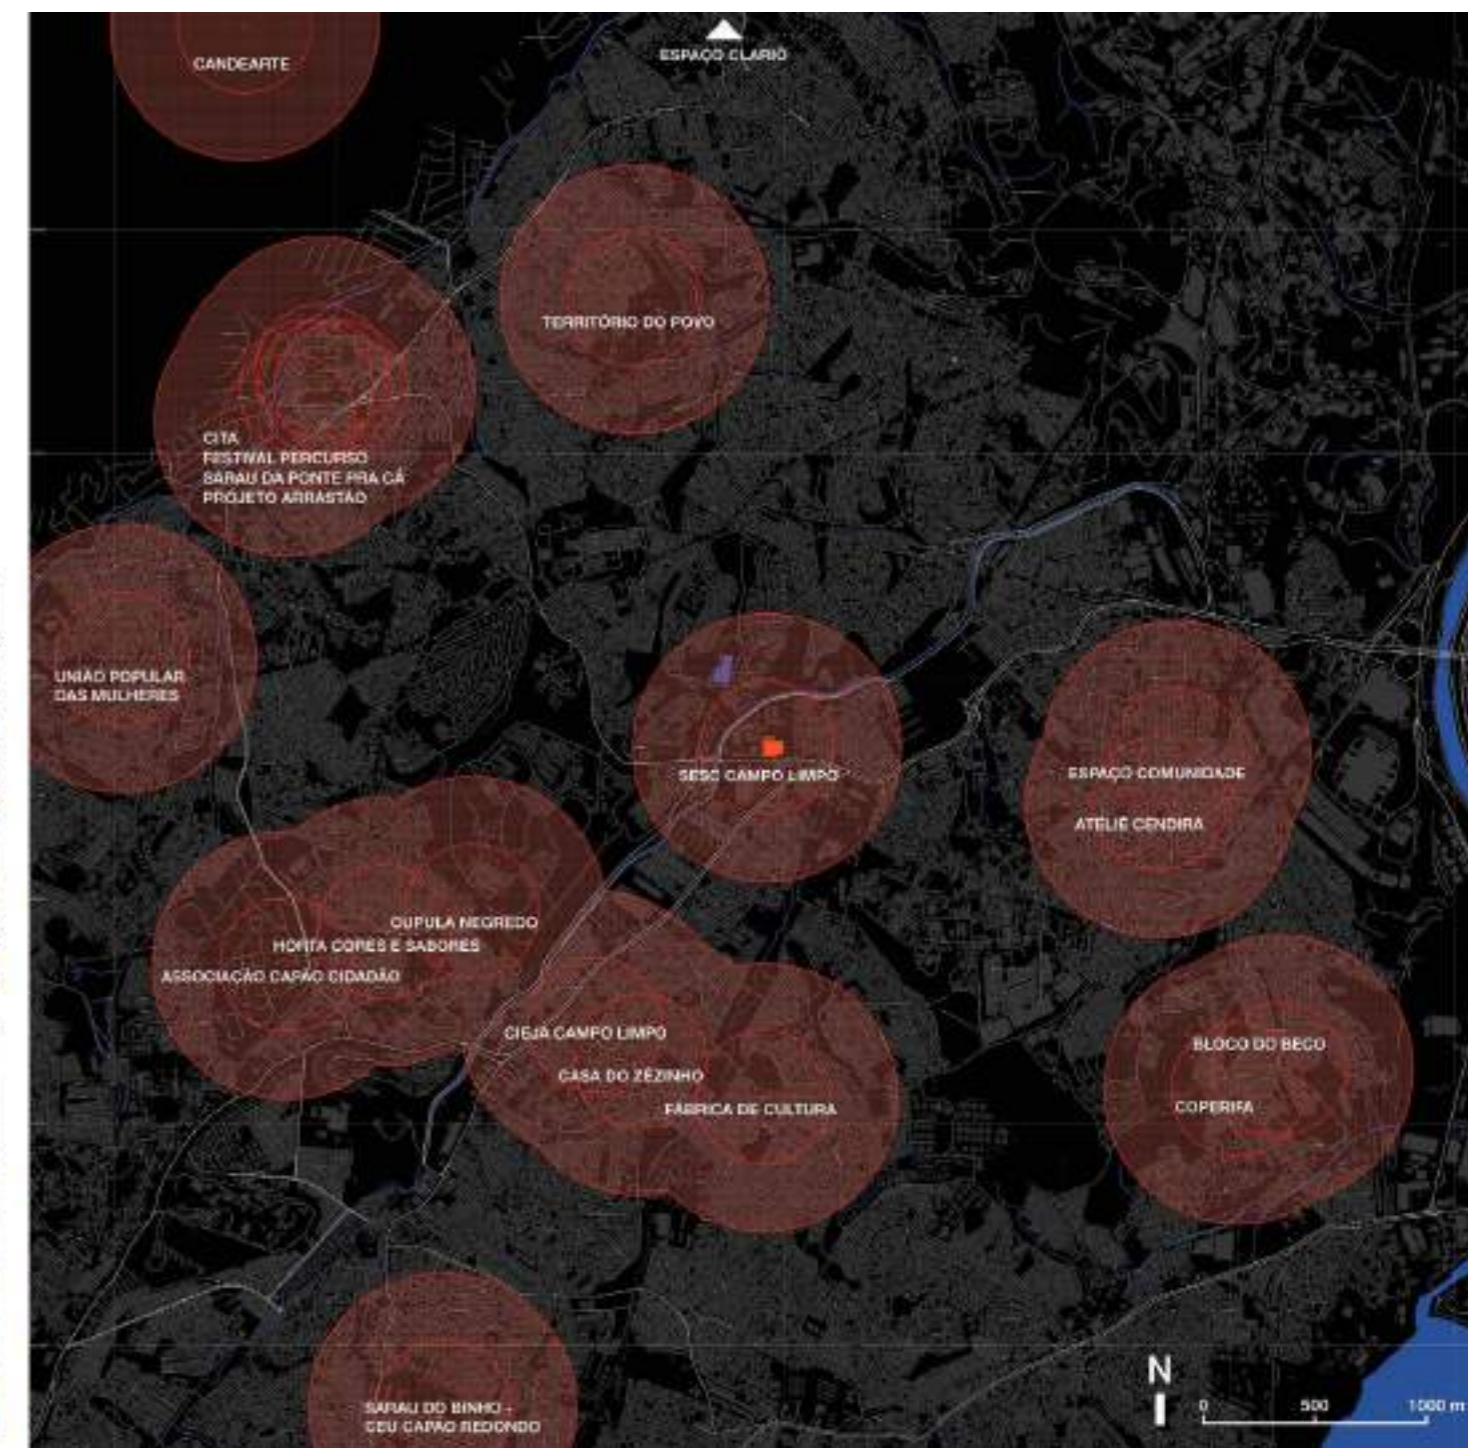 CANDEARTE
ESPAÇO CLARIÔ
TERRITÓRIO DO POVO
CITA
FESTIVAL PERCURSO
SARAU DA PONTE PRA CÁ
PROJETO ARRASTÃO
UNIÃO POPULAR
DAS MULHERES
SESC CAMPO LIMPO
ESPAÇO COMUNIDADE
ATELIÊ CENDIRA
CUPULA NEGREDO
HORTA CORES E SABORES
ASSOCIAÇÃO CAPÃO CIDADÃO
CIEJA CAMPO LIMPO
CASA DO ZÉZINHO
FÁBRICA DE CULTURA
BLOCO DO BECO
COPERIFA
SARAU DO BINHO -
CEU CAPÃO REDONDO
N
0 500 1000 m